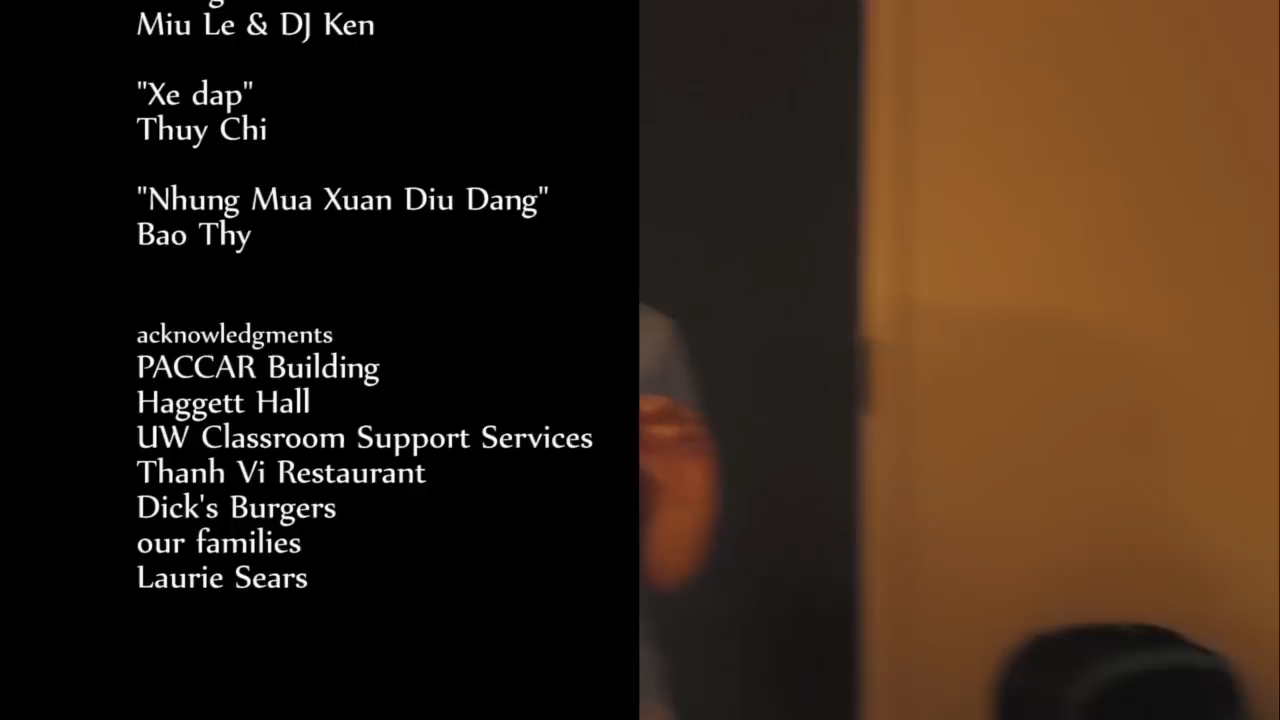 Miu Le & DJ Ken
"Xe dap"
Thuy Chi
"Nhung Mua Xuan Diu Dang"
Bao Thy
acknowledgments
PACCAR Building
Haggett Hall
UW Classroom Support Services
Thanh Vi Restaurant
Dick's Burgers
our families
Laurie Sears